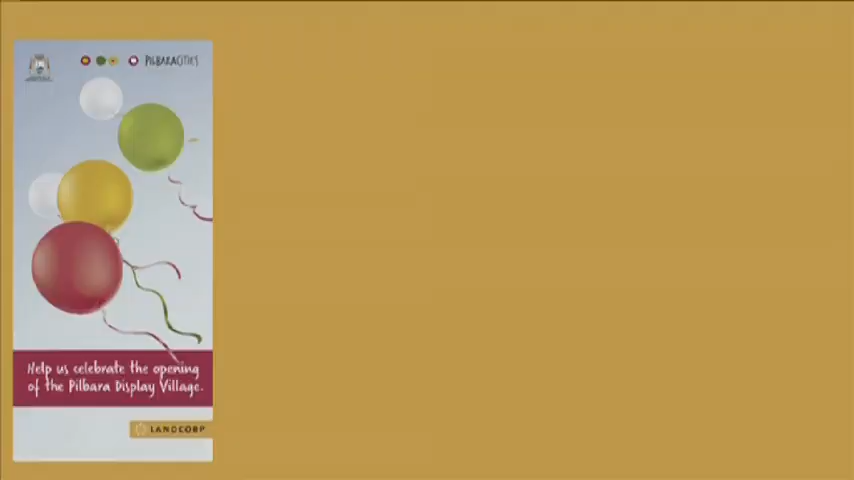 PILBARACITIES
Help us celebrate the opening
of the Pilbara Display Village.
LANDCORP